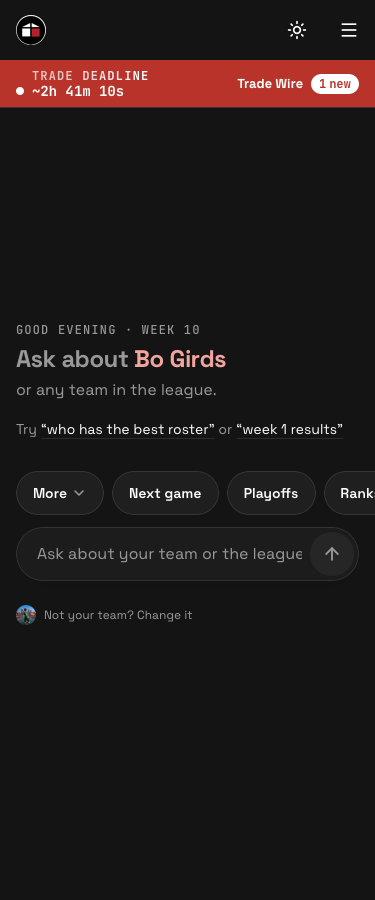 TRADE DEADLINE
~2h 41m 10s
Trade Wire
1 new
GOOD EVENING · WEEK 10
Ask about Bo Girds
or any team in the league.
Try “who has the best roster” or “week 1 results”
More
Next game
Playoffs
Rank
Ask about your team or the league
Not your team? Change it